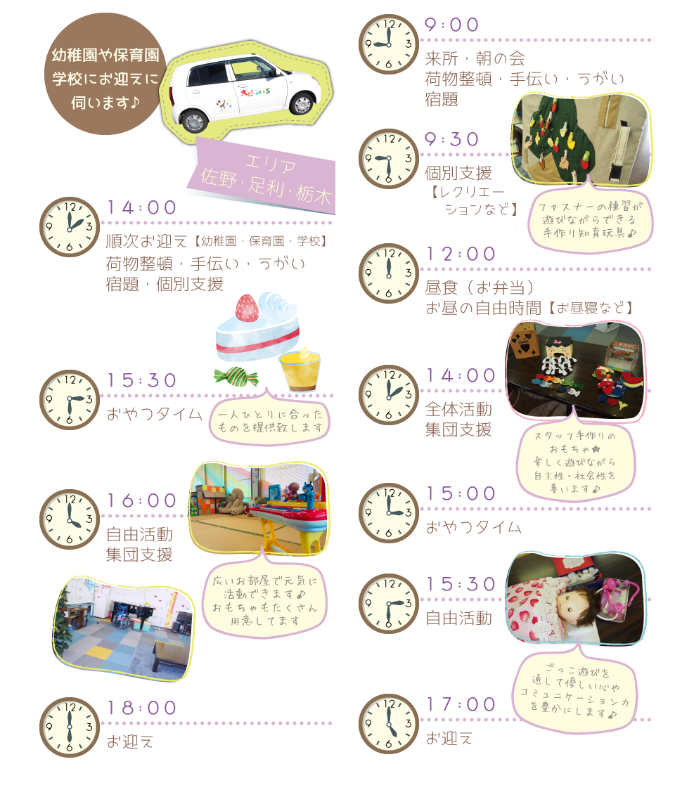 幼稚園や保育園
学校にお迎えに
伺います♪
エリア
佐野・足利・栃木
14:00
順次お迎え【幼稚園・保育園・学校】
荷物整頓・手伝い・うがい
宿題・個別支援
15:30
おやつタイム
一人ひとりに合った
ものを提供致します
16:00
自由活動
集団支援
広いお部屋で元気に
活動できます♪
おもちゃもたくさん
用意してます
18:00
お迎え
9:00
来所・朝の会
荷物整頓・手伝い・うがい
宿題
9:30
個別支援
【レクリエー
ションなど】
ファスナーの練習が
遊びながらできる
手作り知育玩具♪
12:00
昼食（お弁当）
お昼の自由時間【お昼寝など】
14:00
全体活動
集団支援
スタッフ手作りの
おもちゃ★
楽しく遊びながら
自主性・社会性を
養います♪
15:00
おやつタイム
15:30
自由活動
ごっこ遊びを
通して優しい心や
コミュニケーション力
を豊かにします♪
17:00
お迎え